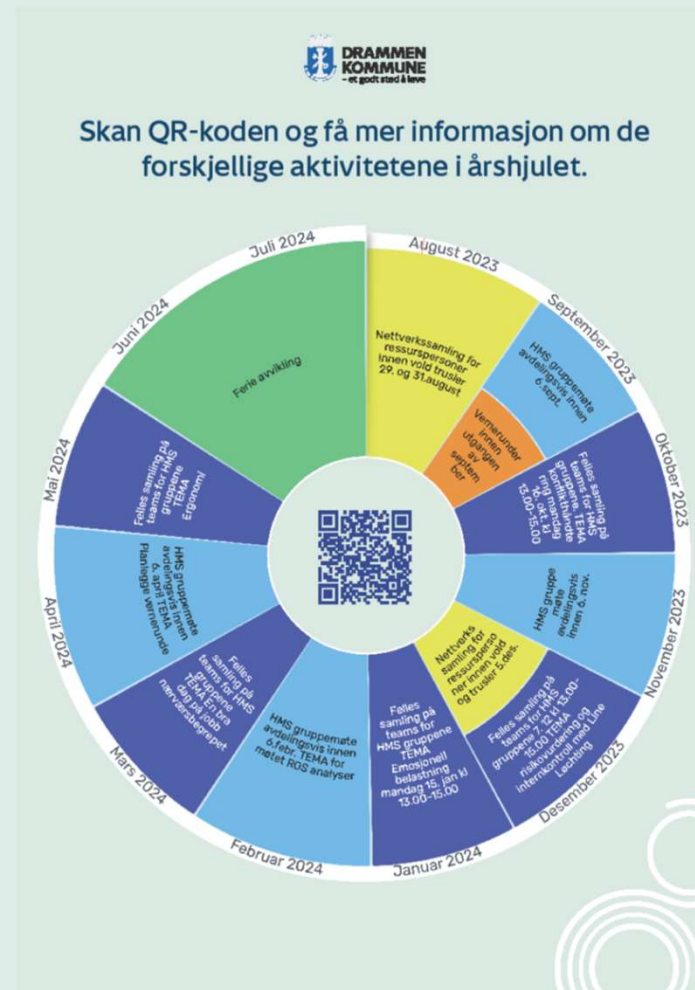 DRAMMEN
KOMMUNE
– et godt sted å leve
Skan QR-koden og få mer informasjon om de
forskjellige aktivitetene i årshjulet.
August 2023
Nettverkssamling for
ressurspersoner
innen vold trusler
29. og 31.august
September 2023
HMS gruppemøte
avdelingsvis innen
6.sept.
Vernerunder
innen
utgangen
av
septem
ber
Oktober 2023
Felles samling på
teams for HMS
gruppene. TEMA
konflikthåndte
ring mandag
16. okt. kl
13.00-15.00
November 2023
HMS gruppe
møte
avdelingsvis
innen 6. nov.
Desember 2023
Nettverks
samling for
ressursperso
ner innen vold
og trusler 5.des.
Felles samling på
teams for HMS
gruppene 7. 12 kl 13.00-
15.00 TEMA
risikovurdering og
internkontroll med Line
Løchting
Januar 2024
Felles
samling på
teams for
HMS gruppene
TEMA
Emosjonell
belastning
mandag 15. jan kl
13.00-15.00
Februar 2024
HMS gruppemøte
avdelingsvis innen
6.febr. TEMA for
møtet ROS analyser
Mars 2024
Felles
samling på
teams for HMS
gruppene
TEMA En bra
dag på jobb
nærværsbegrepet
April 2024
HMS gruppemøte
avdelingsvis innen
6. april TEMA
Planlegge vernerunde
Mai 2024
Felles samling på
teams for HMS
gruppene
TEMA
Ergonomi
Juni 2024
Juli 2024
Ferie avvikling